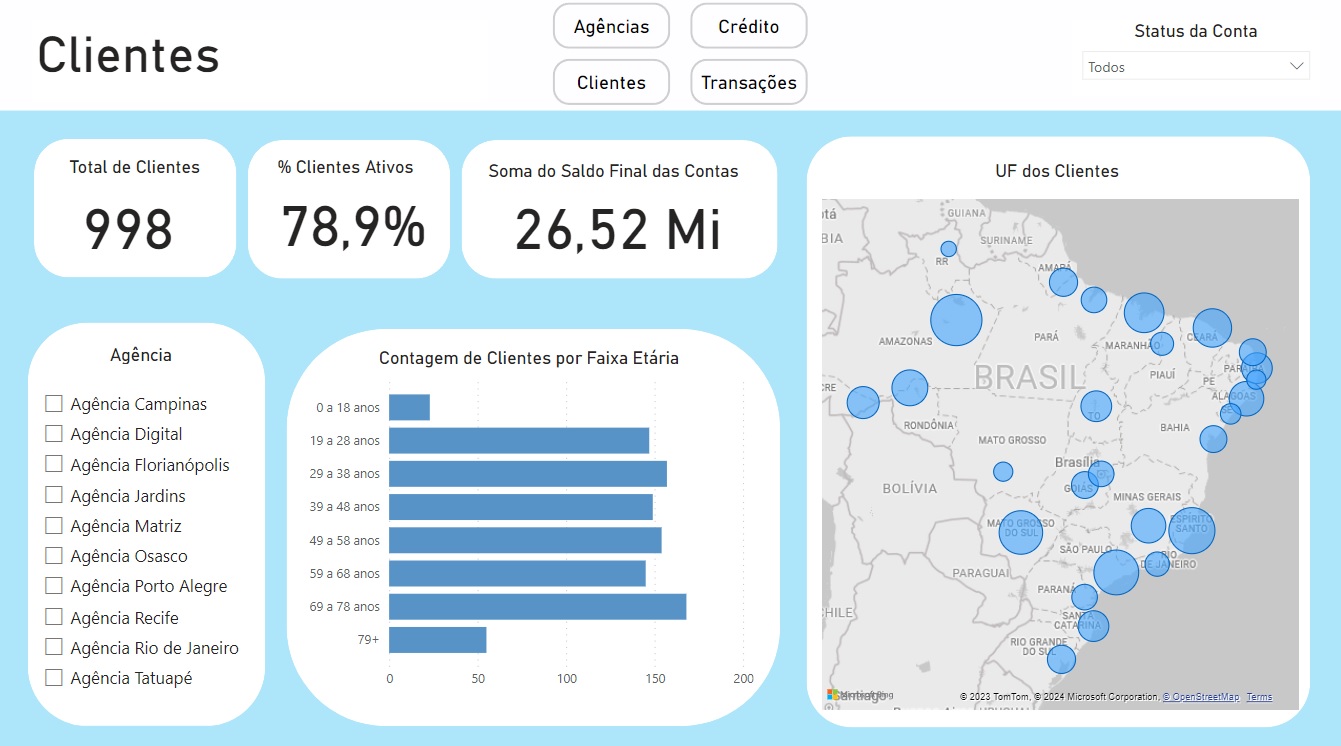 Clientes
Agências
Crédito
Clientes
Transações
Status da Conta
Todos
Total de Clientes
998
% Clientes Ativos
78,9%
Soma do Saldo Final das Contas
26,52 Mi
Agência
Agência Campinas
Agência Digital
Agência Florianópolis
Agência Jardins
Agência Matriz
Agência Osasco
Agência Porto Alegre
Agência Recife
Agência Rio de Janeiro
Agência Tatuapé
Contagem de Clientes por Faixa Etária
0 a 18 anos
19 a 28 anos
29 a 38 anos
39 a 48 anos
49 a 58 anos
59 a 68 anos
69 a 78 anos
79+
0 50 100 150 200
UF dos Clientes
GUIANA
SURINAME
RR
AMAPÁ
AMAZONAS
PARÁ
MARANHÃO
CEARÁ
BRASIL
PIAUÍ
PE
ALAGOAS
TO
RONDÔNIA
BAHIA
MATO GROSSO
Brasília
GOIÁS
BOLÍVIA
MINAS GERAIS
MATO GROSSO
DO SUL
ESPÍRITO
SANTO
SÃO PAULO
RIO
DE JANEIRO
PARAGUAI
PARANÁ
SANTA
CATARINA
RIO GRANDE
DO SUL
Santiago
© 2023 TomTom, © 2024 Microsoft Corporation, © OpenStreetMap Terms